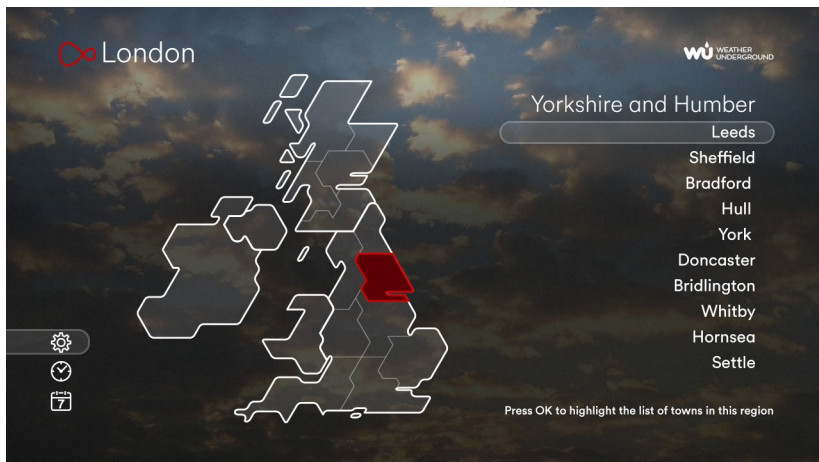 London
WU WEATHER
UNDERGROUND
Yorkshire and Humber
Leeds
Sheffield
Bradford
Hull
York
Doncaster
Bridlington
Whitby
Hornsea
Settle
7
Press OK to highlight the list of towns in this region